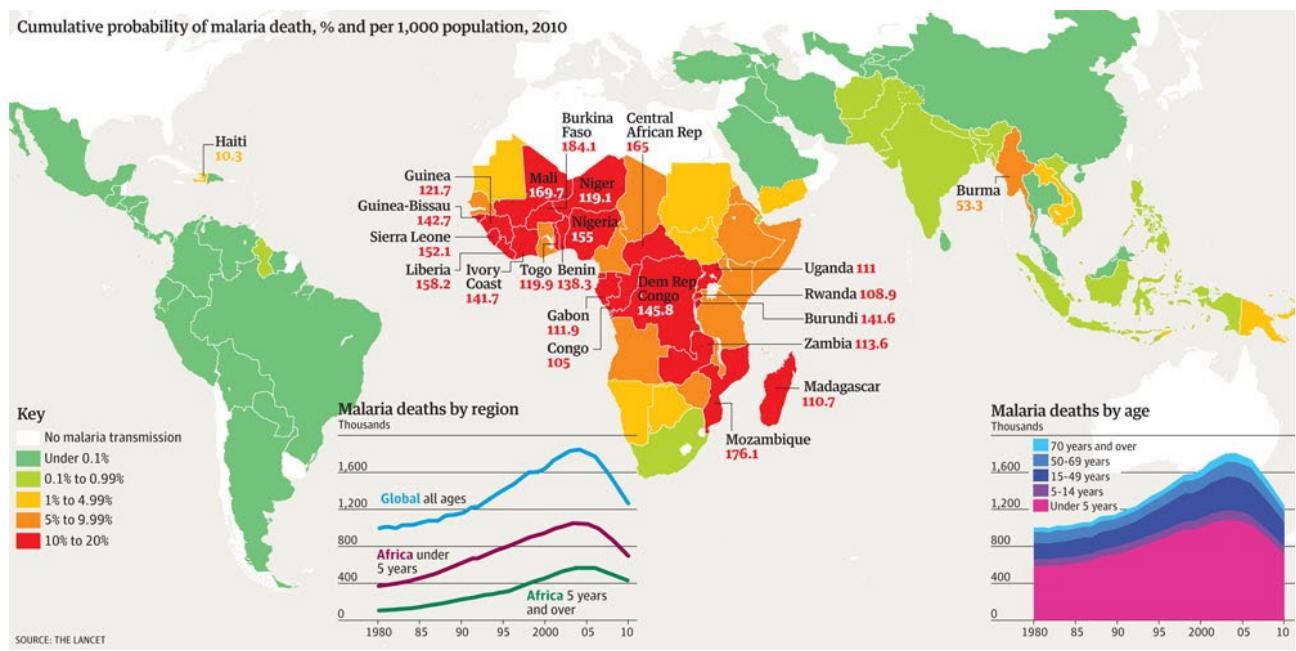 Cumulative probability of malaria death, % and per 1,000 population, 2010
Haiti
10.3
Burkina
Faso
184.1
Central
African Rep
165
Guinea
121.7
Mali
169.7
Niger
119.1
Guinea-Bissau
142.7
Nigeria
155
Sierra Leone
152.1
Liberia
158.2
Ivory
Coast
141.7
Togo
119.9
Benin
138.3
Burma
53.3
Uganda 111
Dem Rep
Congo
145.8
Rwanda 108.9
Gabon
111.9
Burundi 141.6
Congo
105
Zambia 113.6
Madagascar
110.7
Mozambique
176.1
Key
No malaria transmission
Under 0.1%
0.1% to 0.99%
1% to 4.99%
5% to 9.99%
10% to 20%
SOURCE: THE LANCET
Malaria deaths by region
Thousands
1,600
1,200
800
400
0
Global all ages
Africa under
5 years
Africa 5 years
and over
1980 85 90 95 2000 05 10
Malaria deaths by age
Thousands
70 years and over
50-69 years
15-49 years
5-14 years
Under 5 years
1,600
1,200
800
400
0
1980 85 90 95 2000 05 10